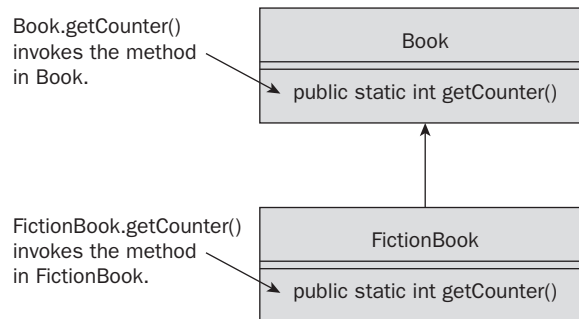 Book.getCounter()
invokes the method
in Book.
Book
public static int getCounter()
FictionBook.getCounter()
invokes the method
in FictionBook.
FictionBook
public static int getCounter()